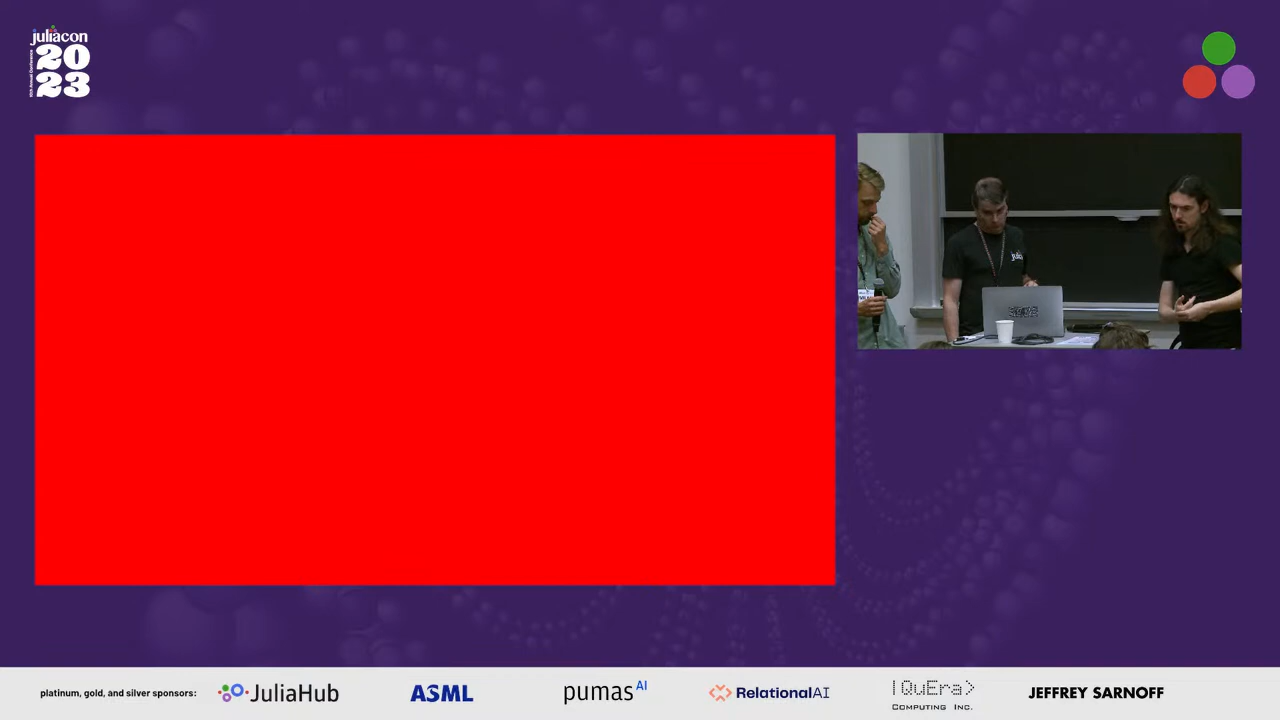 juliacon
20
23
platinum, gold, and silver sponsors:
JuliaHub
ASML
pumas AI
RelationalAI
|QuEra>
COMPUTING INC.
JEFFREY SARNOFF